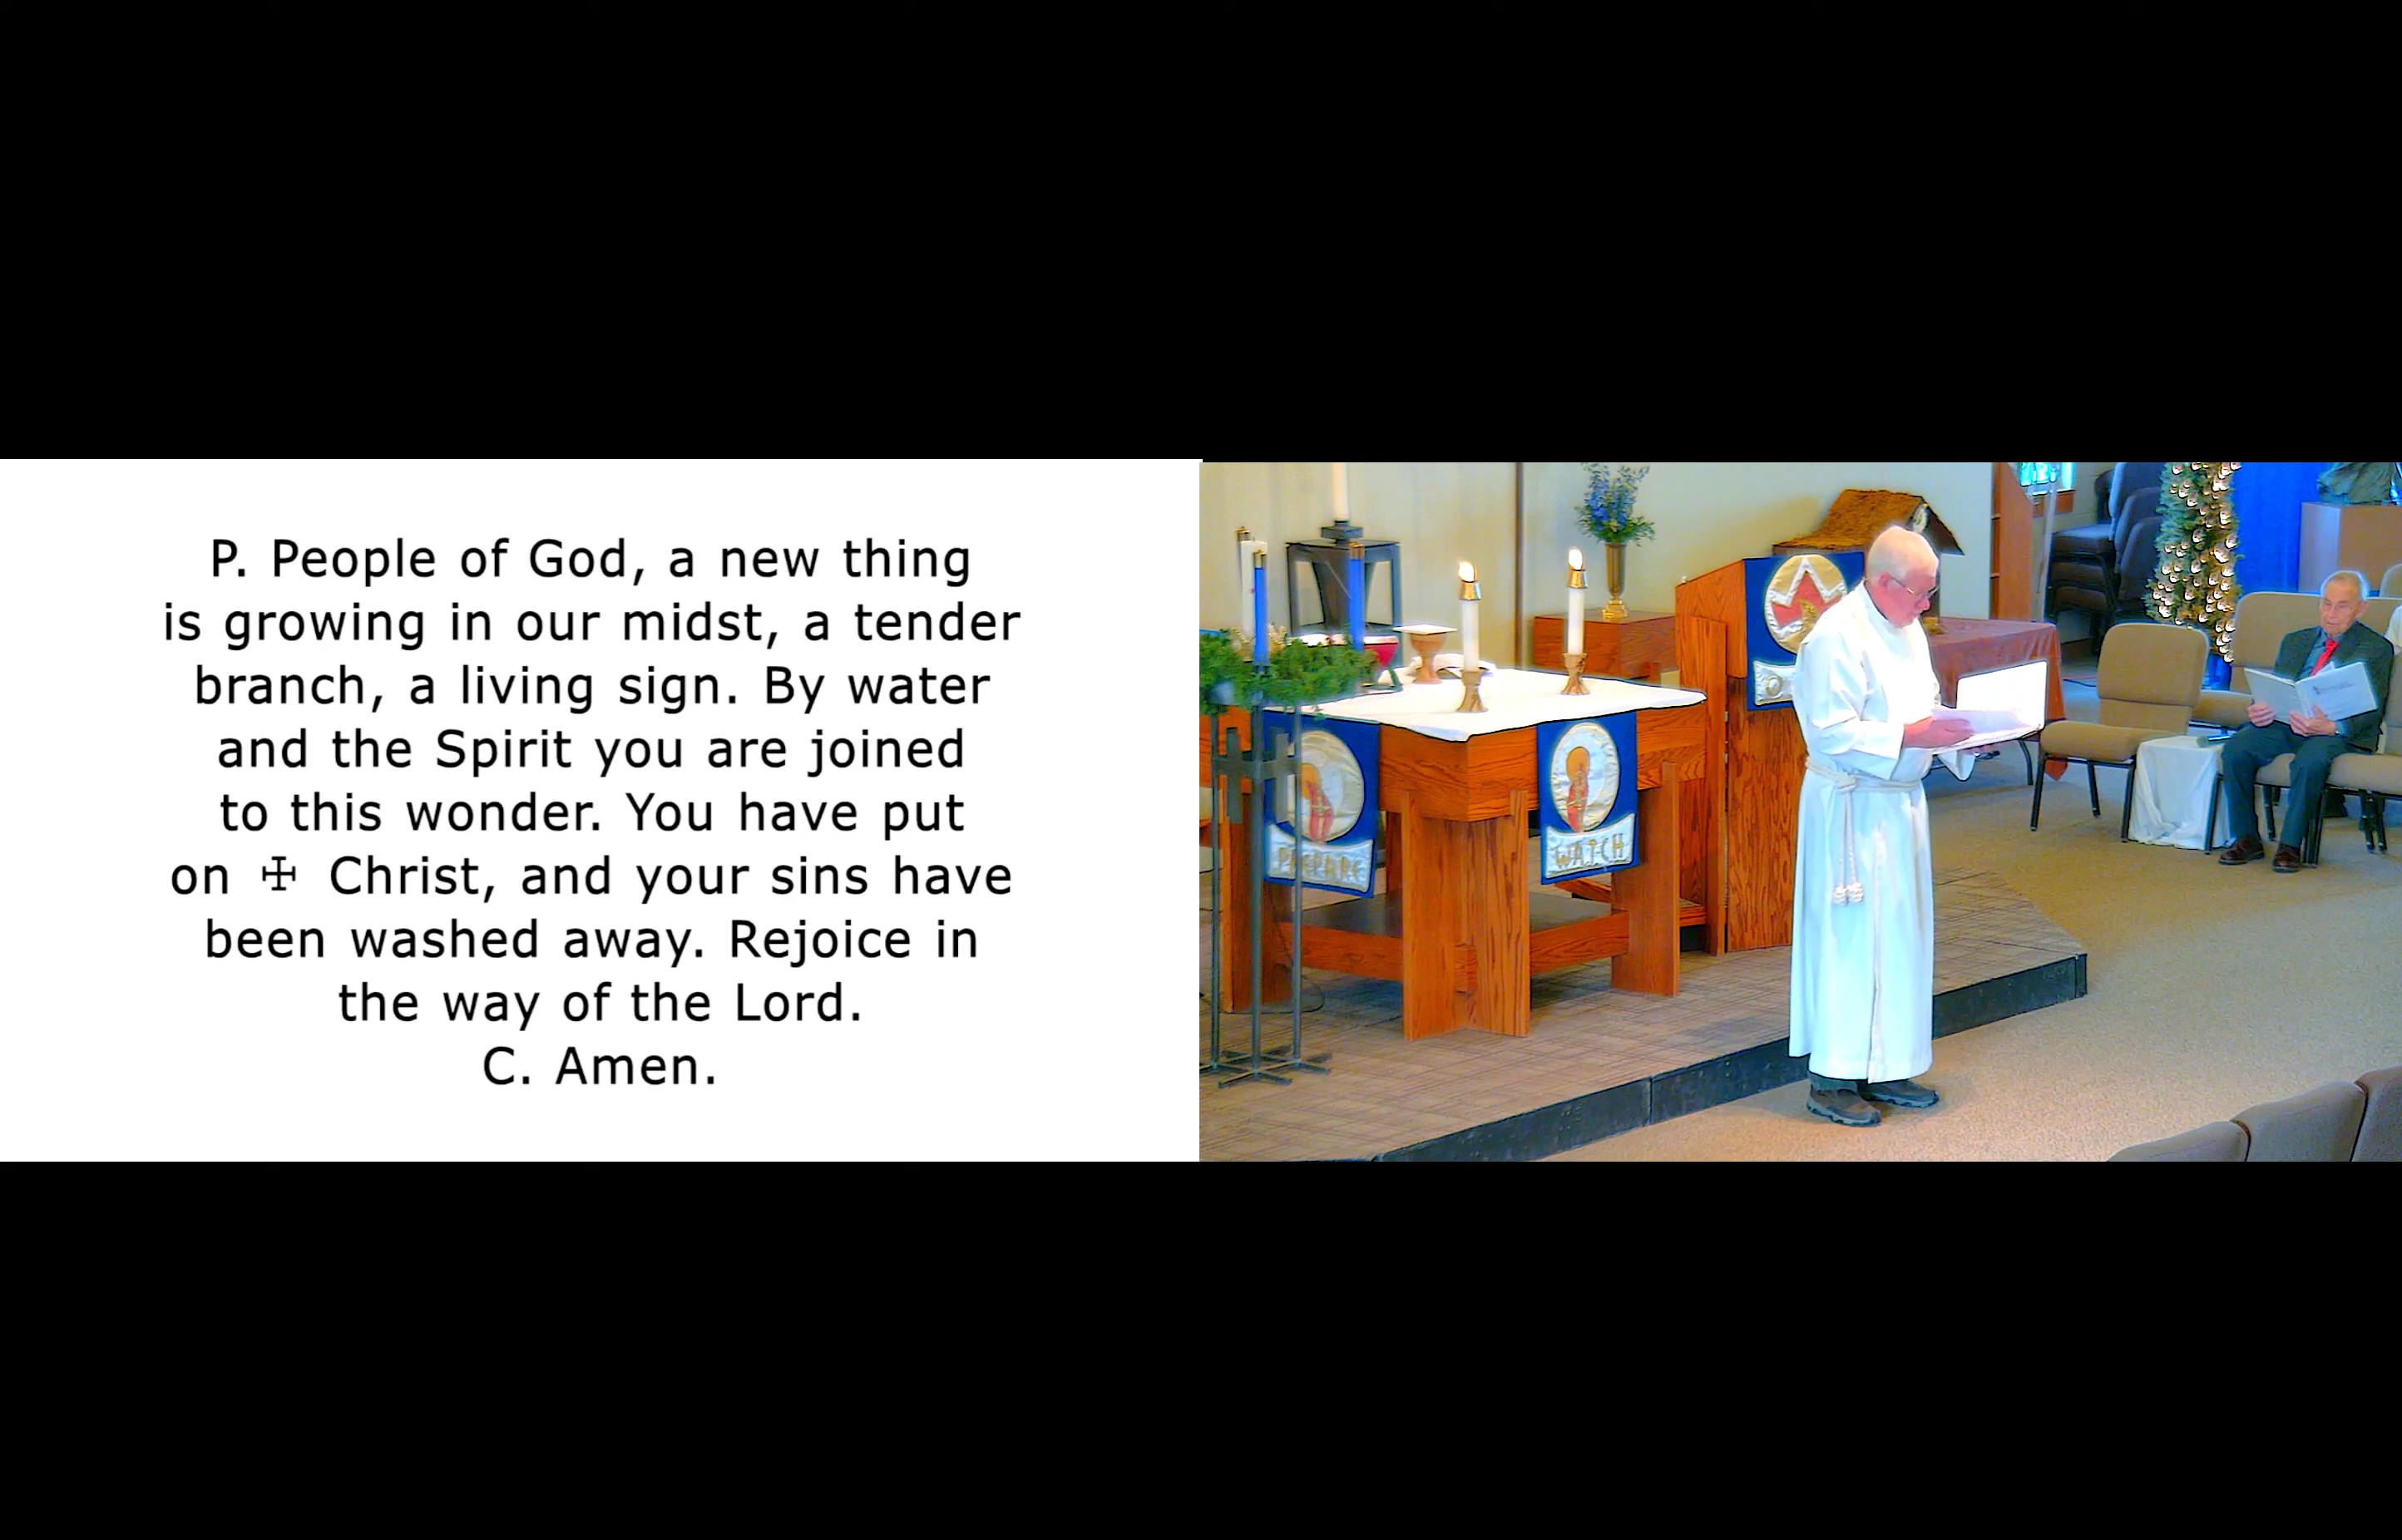 P. People of God, a new thing
is growing in our midst, a tender
branch, a living sign. By water
and the Spirit you are joined
to this wonder. You have put
on ☩ Christ, and your sins have
been washed away. Rejoice in
the way of the Lord.
C. Amen.
PREPARE
WATCH